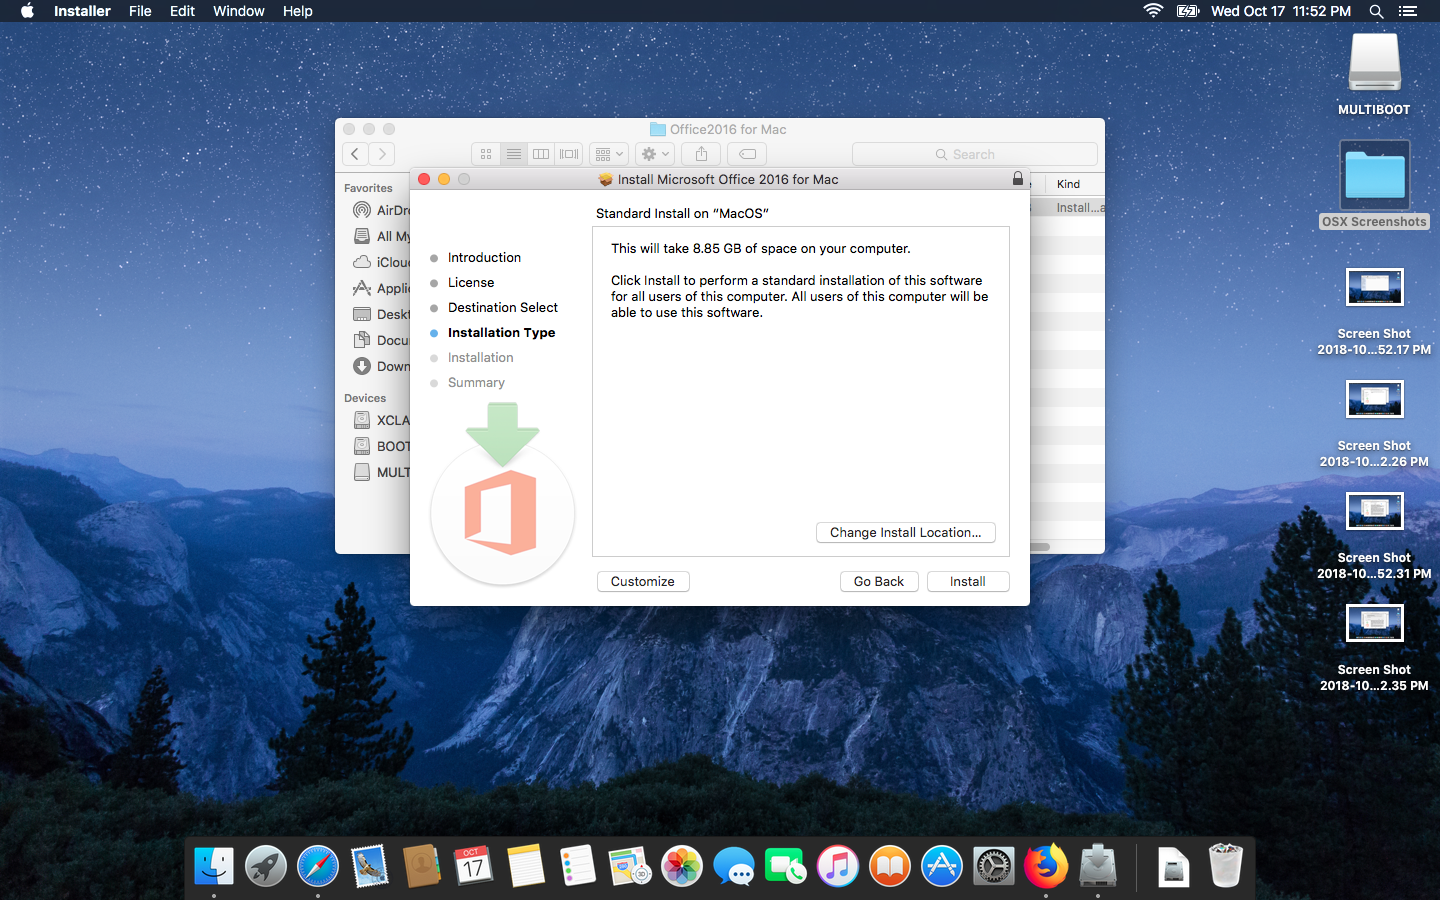 Installer File Edit Window Help Wed Oct 17 11:52 PM
MULTIBOOT
OSX Screenshots
Screen Shot
2018-10...52.17 PM
Screen Shot
2018-10...2.26 PM
Screen Shot
2018-10...52.31 PM
Screen Shot
2018-10...2.35 PM
Office2016 for Mac
Search
Kind
Install...a
Favorites
AirDr
All My
iClou
Applic
Deskt
Docu
Down
Devices
XCLA
BOOT
MULT
Install Microsoft Office 2016 for Mac
Standard Install on “MacOS”
Introduction
License
Destination Select
Installation Type
Installation
Summary
This will take 8.85 GB of space on your computer.
Click Install to perform a standard installation of this software
for all users of this computer. All users of this computer will be
able to use this software.
Change Install Location...
Customize Go Back Install
OCT
17
3D